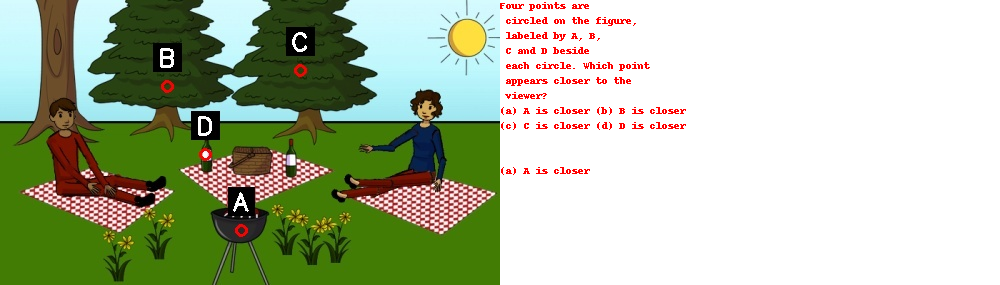 B
C
D
A
Four points are
circled on the figure,
labeled by A, B,
C and D beside
each circle. Which point
appears closer to the
viewer?
(a) A is closer (b) B is closer
(c) C is closer (d) D is closer
(a) A is closer